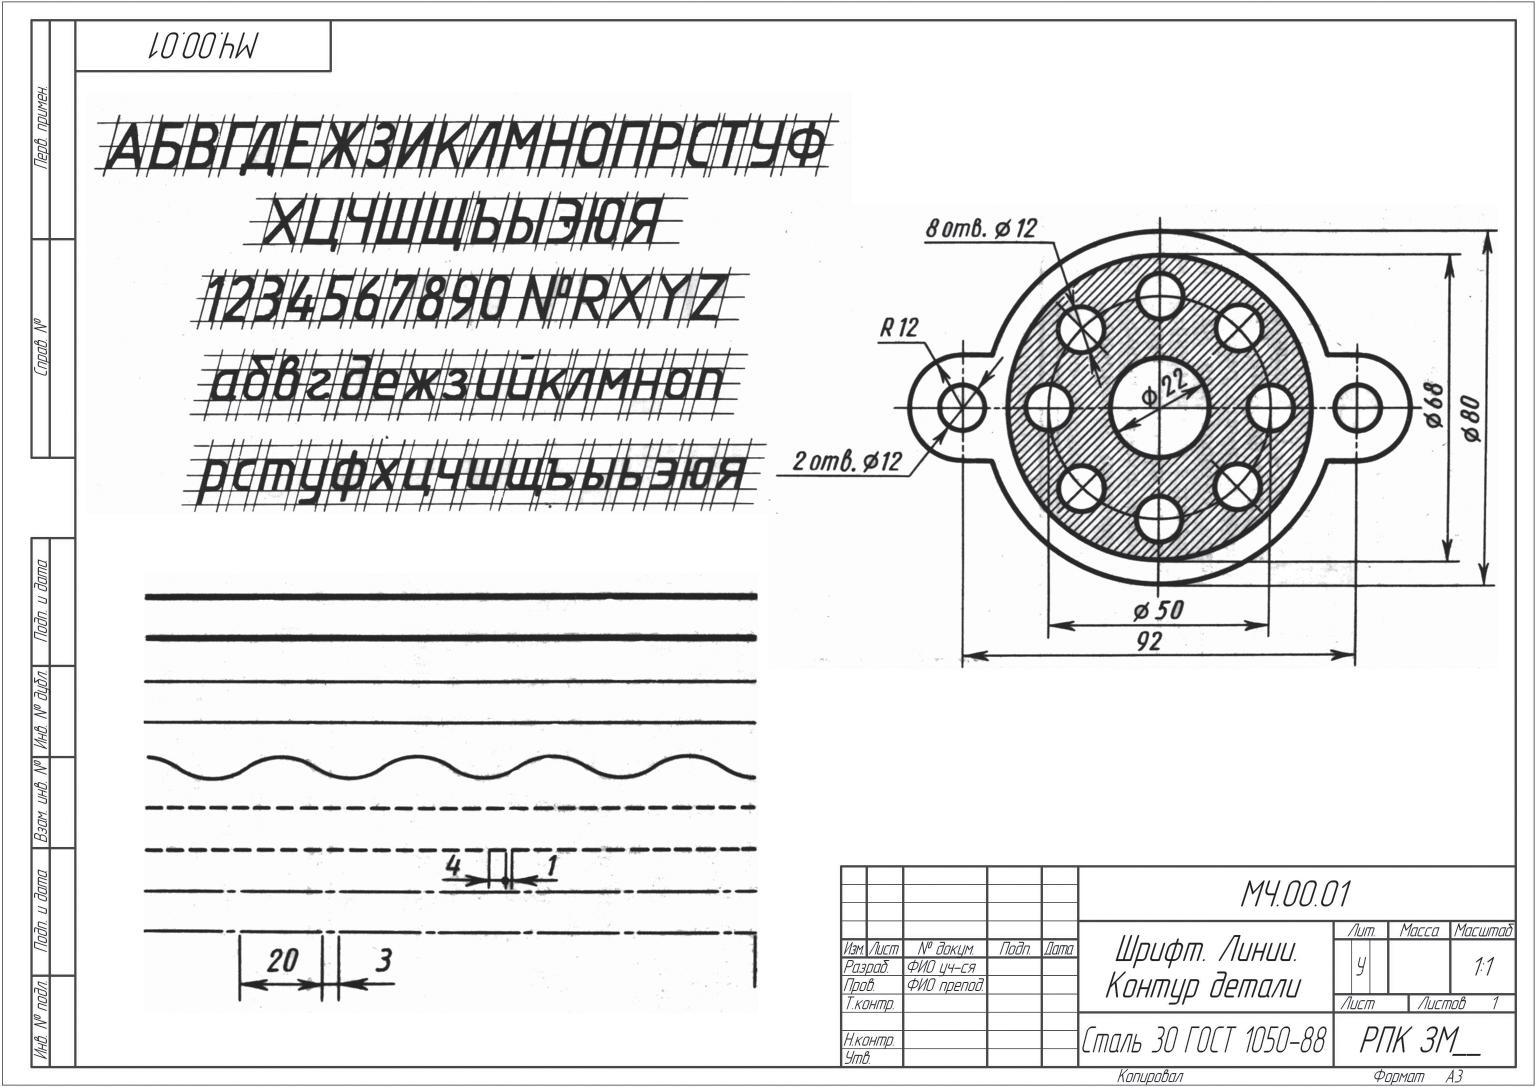 МЧ.00.01
Перв. примен.
Справ. №
Подп. и дата
Инв. № дубл.
Взам. инв. №
Подп. и дата
Инв. № подл.
АБВГДЕЖЗИКЛМНОПРСТУФ
ХЦЧШЩЪЫЭЮЯ
1234567890 №RXYZ
абвгдежзийклмноп
рстуфхцчшщъыьэюя
4 1
20 3
8 отв. ⌀12
R12
⌀22
2 отв. ⌀12
⌀68
⌀80
⌀50
92
МЧ.00.01
Изм. Лист № докум. Подп. Дата
Разраб. ФИО уч-ся
Пров. ФИО препод.
Т.контр.
Н.контр.
Утв.
Шрифт. Линии.
Контур детали
Лит. Масса Масштаб
У 1:1
Лист Листов 1
Сталь 30 ГОСТ 1050-88
РПК ЗМ__
Копировал Формат А3